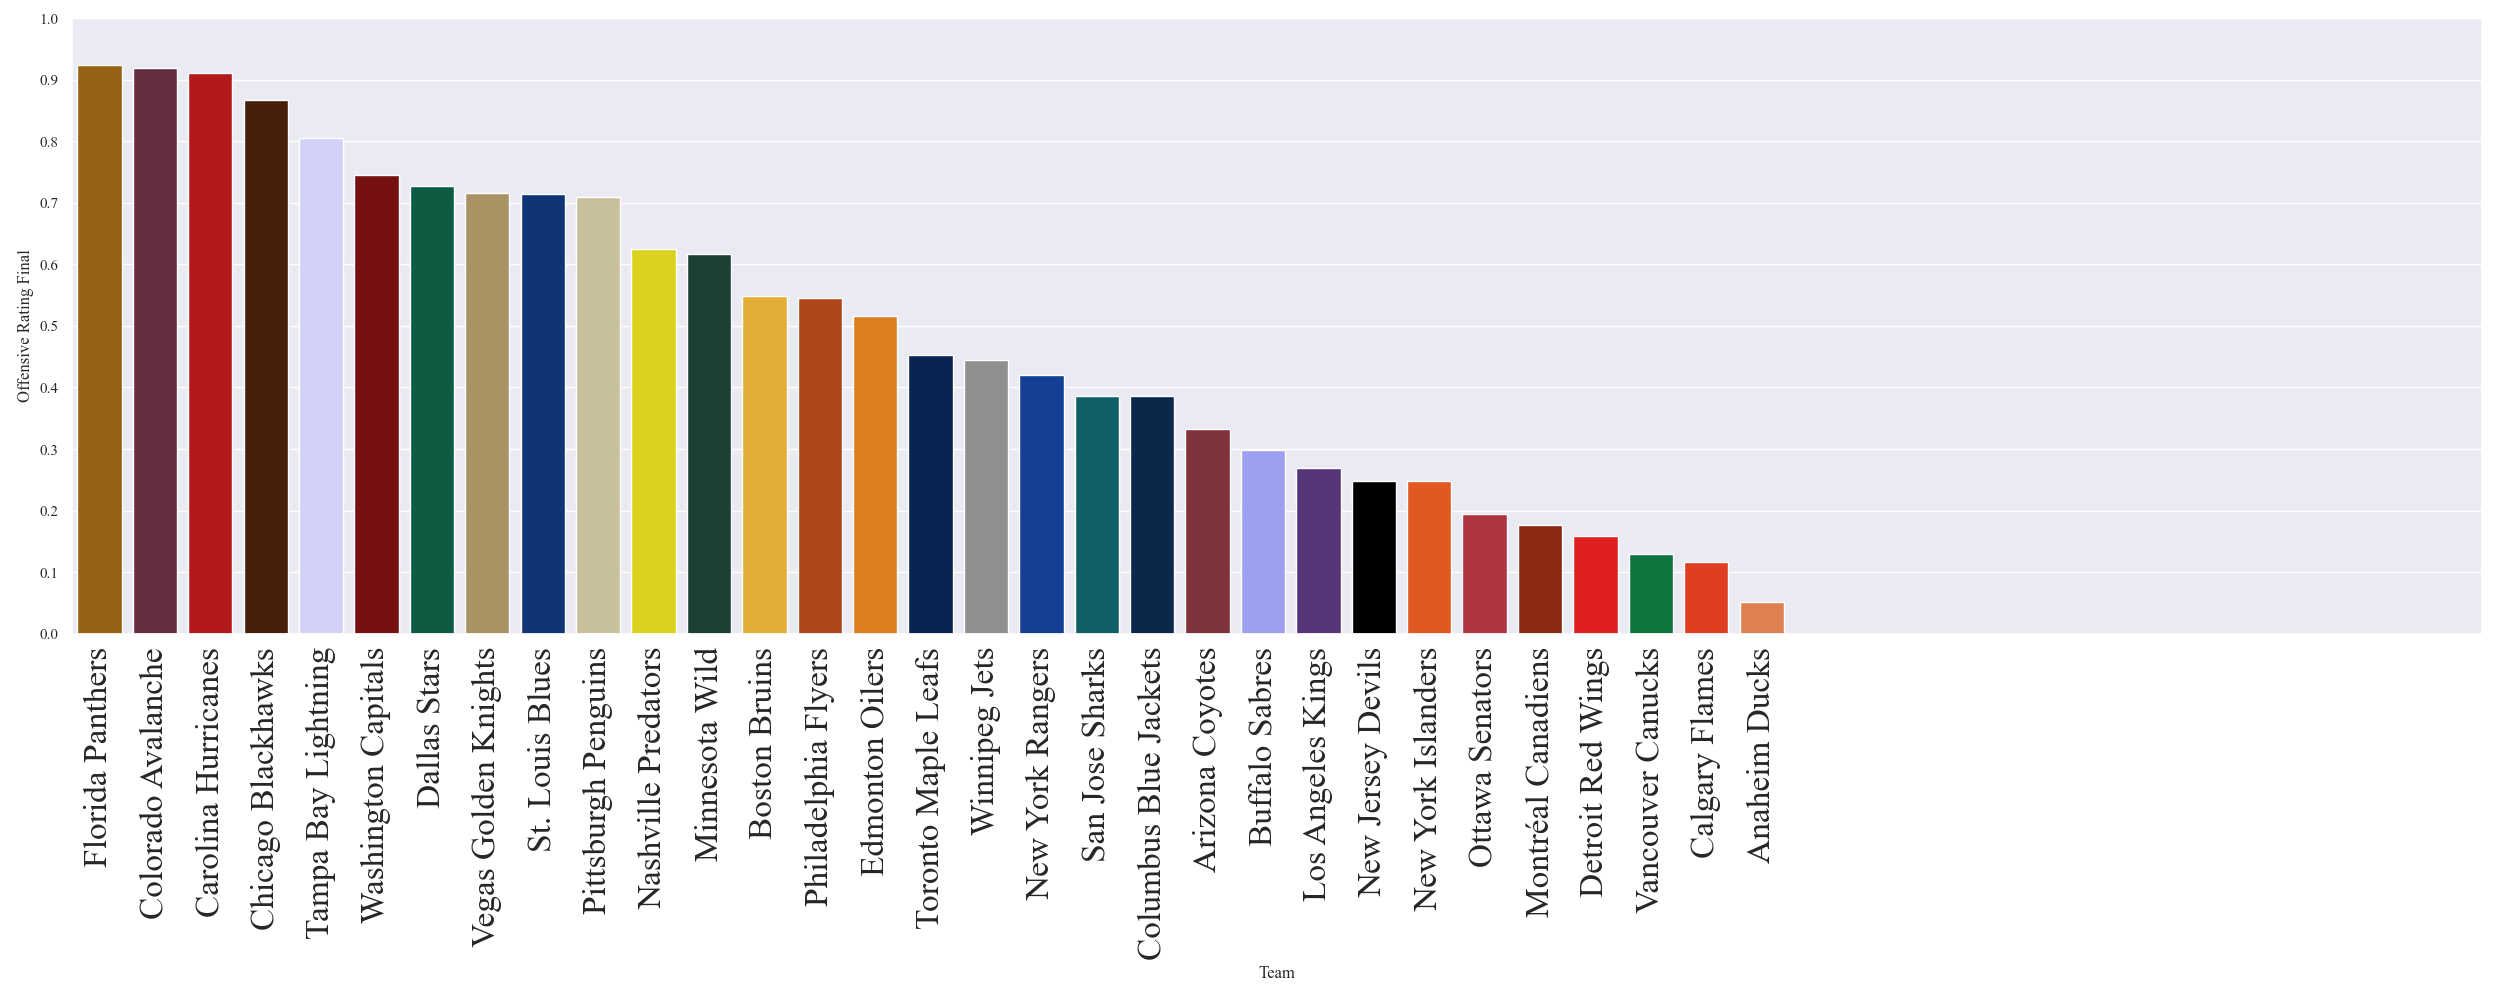 1.0
0.9
0.8
0.7
0.6
0.5
0.4
0.3
0.2
0.1
0.0
Offensive Rating Final
Florida Panthers
Colorado Avalanche
Carolina Hurricanes
Chicago Blackhawks
Tampa Bay Lightning
Washington Capitals
Dallas Stars
Vegas Golden Knights
St. Louis Blues
Pittsburgh Penguins
Nashville Predators
Minnesota Wild
Boston Bruins
Philadelphia Flyers
Edmonton Oilers
Toronto Maple Leafs
Winnipeg Jets
New York Rangers
San Jose Sharks
Columbus Blue Jackets
Arizona Coyotes
Buffalo Sabres
Los Angeles Kings
New Jersey Devils
New York Islanders
Ottawa Senators
Montréal Canadiens
Detroit Red Wings
Vancouver Canucks
Calgary Flames
Anaheim Ducks
Team